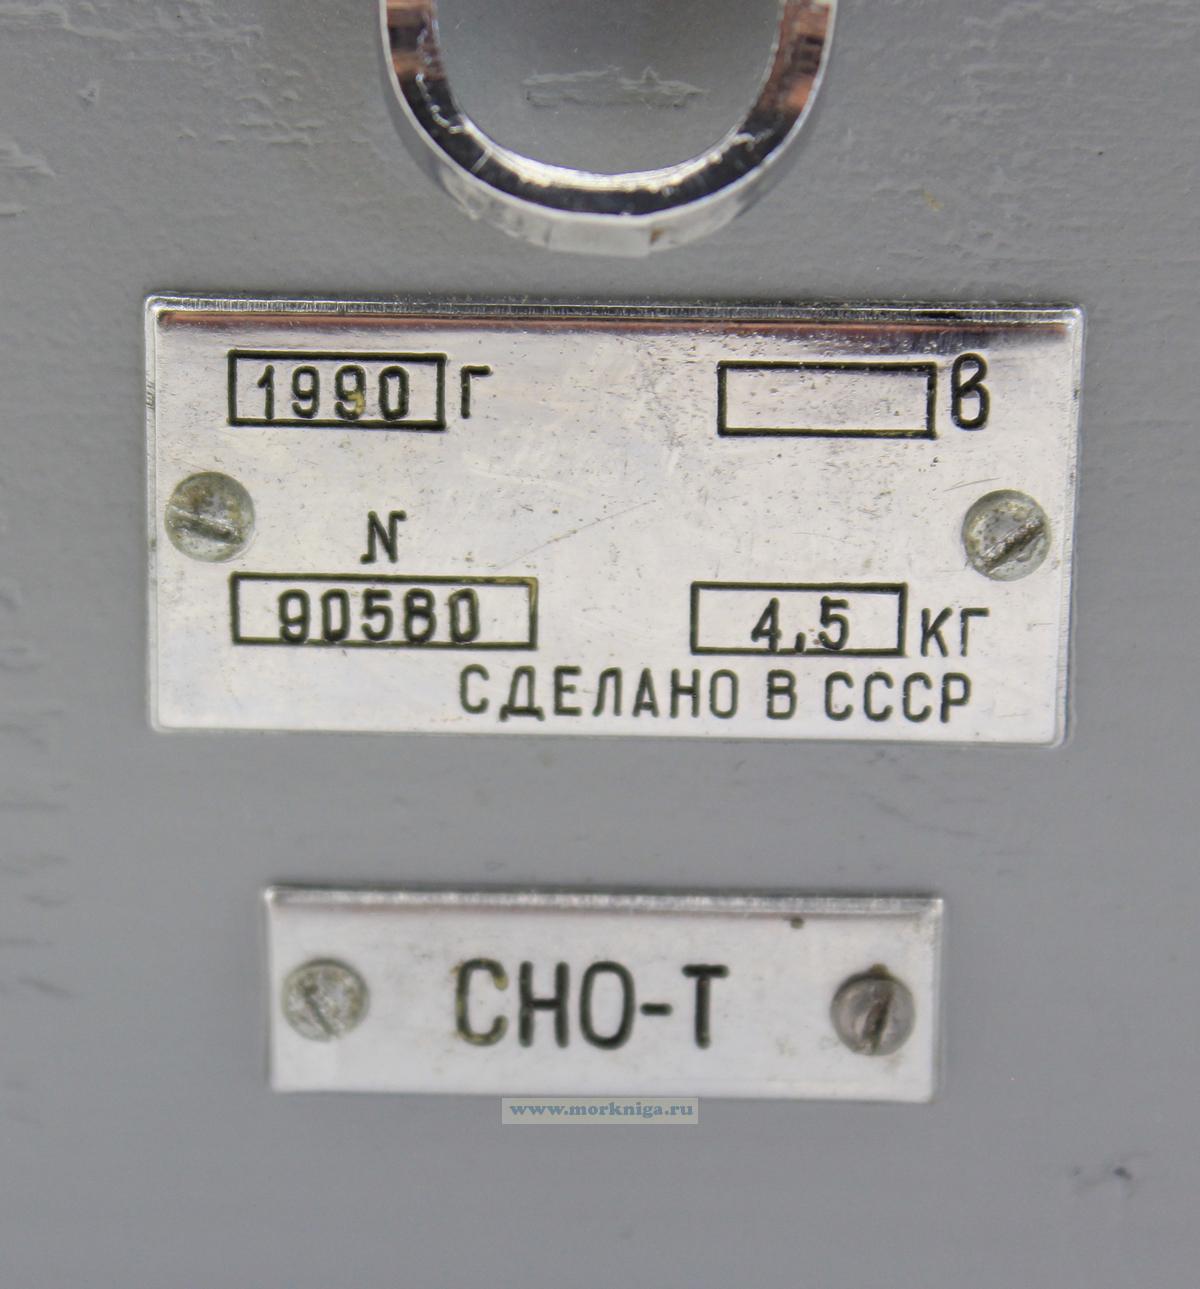 1990 Г В
N
90580 4,5 КГ
СДЕЛАНО В СССР
СНО-Т
www.morkniga.ru